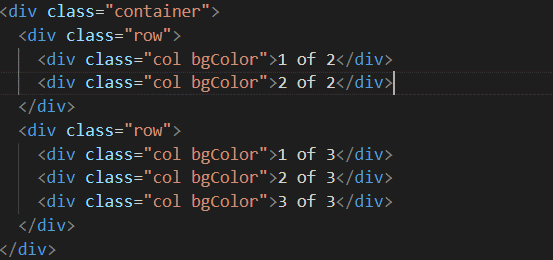 <div class="container">
  <div class="row">
    <div class="col bgColor">1 of 2</div>
    <div class="col bgColor">2 of 2</div>
  </div>
  <div class="row">
    <div class="col bgColor">1 of 3</div>
    <div class="col bgColor">2 of 3</div>
    <div class="col bgColor">3 of 3</div>
  </div>
</div>